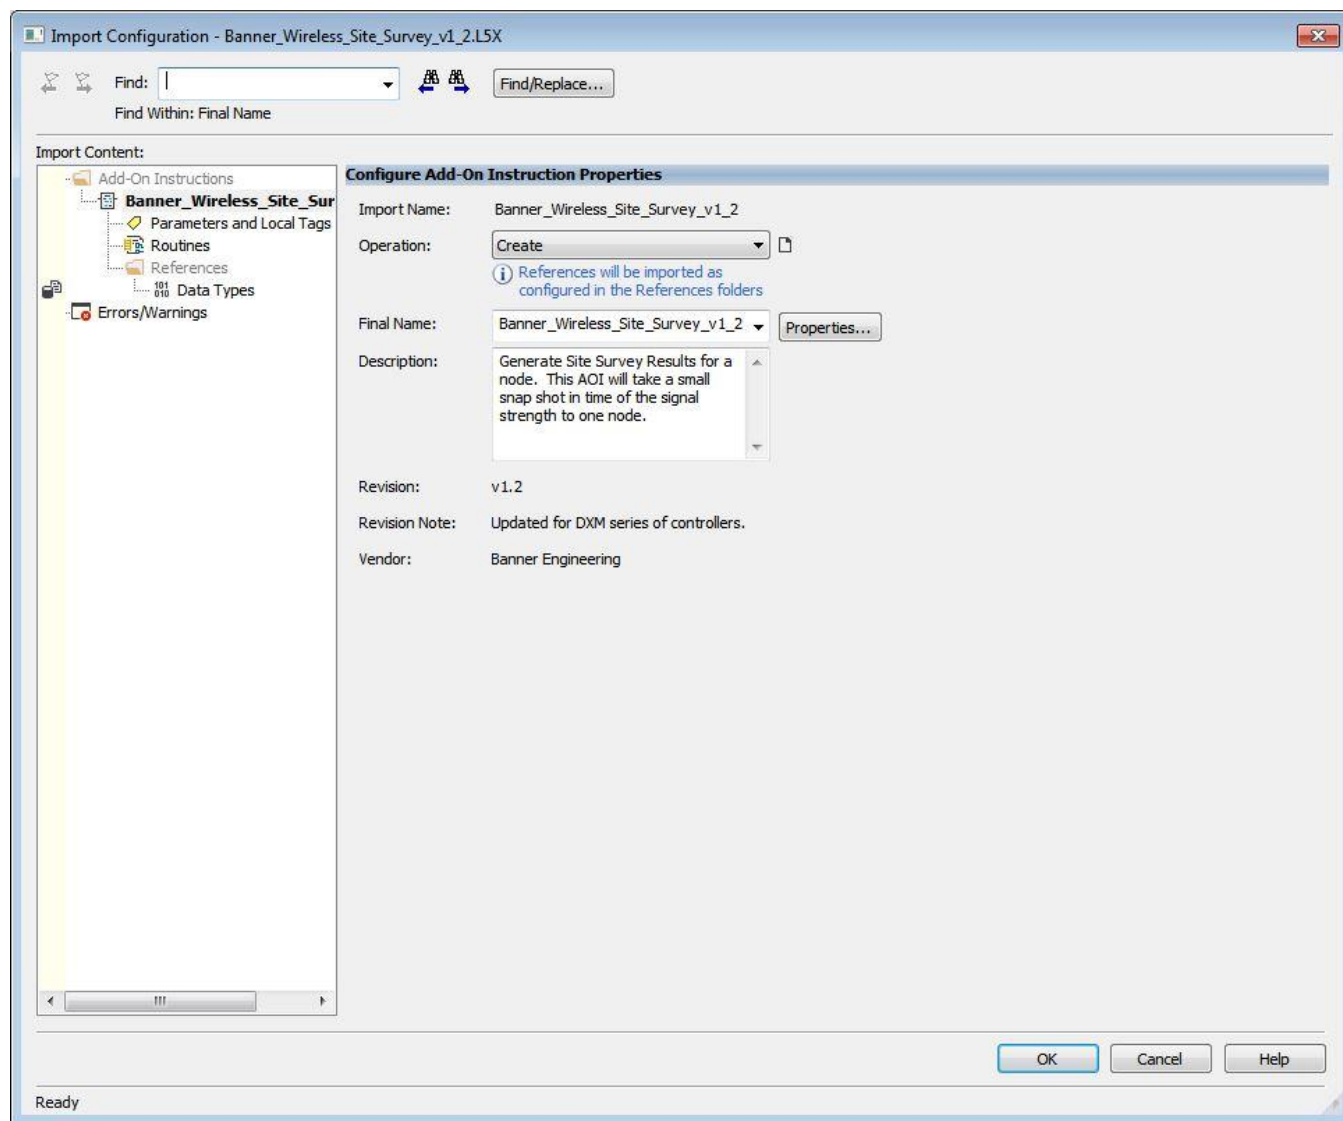 Import Configuration - Banner_Wireless_Site_Survey_v1_2.L5X
Find:
Find/Replace...
Find Within: Final Name
Import Content:
Add-On Instructions
Banner_Wireless_Site_Sur
Parameters and Local Tags
Routines
References
Data Types
Errors/Warnings
Configure Add-On Instruction Properties
Import Name: Banner_Wireless_Site_Survey_v1_2
Operation: Create
References will be imported as
configured in the References folders
Final Name: Banner_Wireless_Site_Survey_v1_2 Properties...
Description: Generate Site Survey Results for a
node. This AOI will take a small
snap shot in time of the signal
strength to one node.
Revision: v1.2
Revision Note: Updated for DXM series of controllers.
Vendor: Banner Engineering
OK Cancel Help
Ready